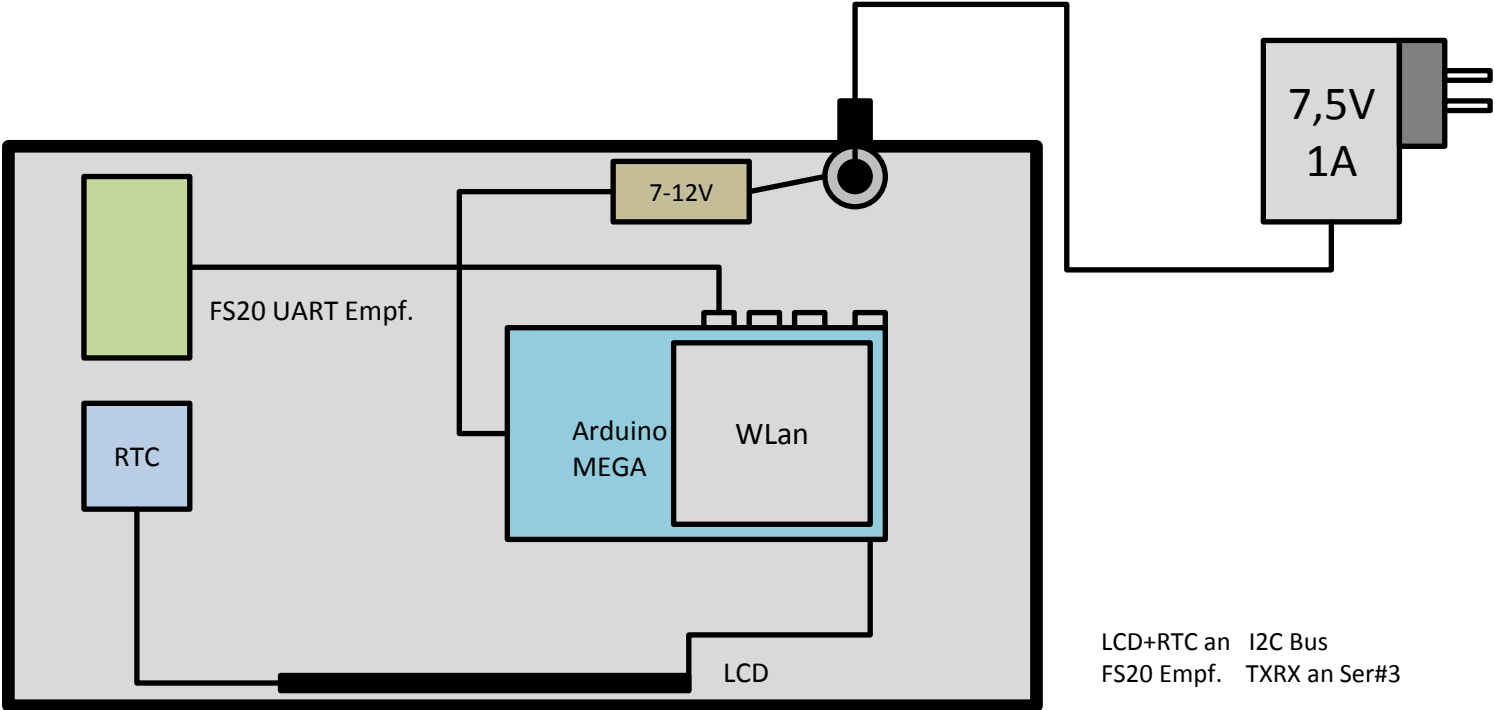 7,5V
1A
7-12V
FS20 UART Empf.
Arduino
MEGA
WLan
RTC
LCD
LCD+RTC an I2C Bus
FS20 Empf. TXRX an Ser#3